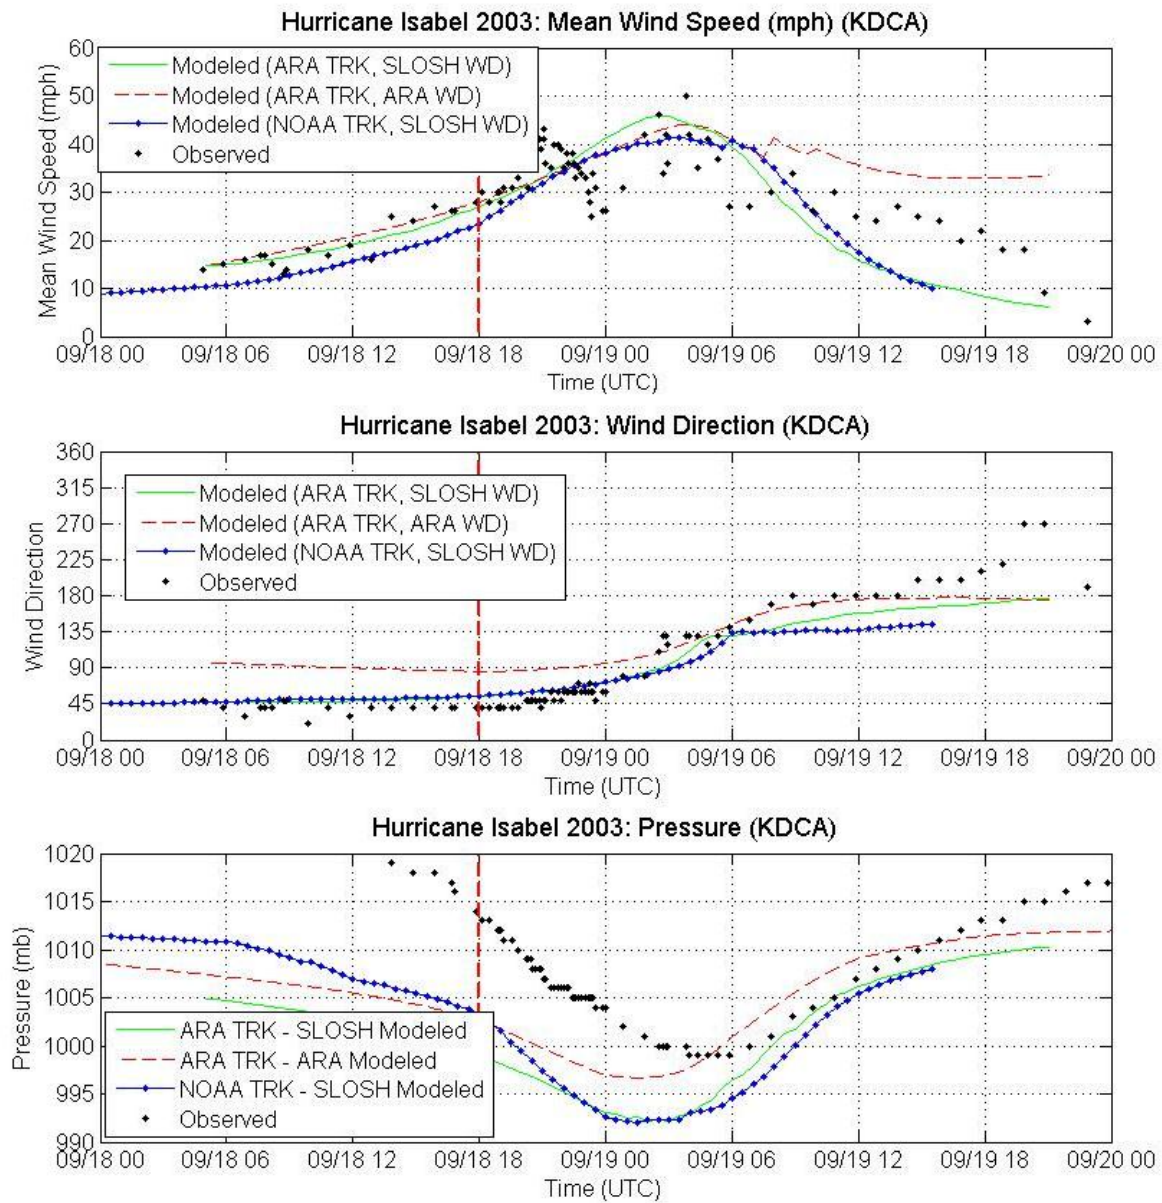 Hurricane Isabel 2003: Mean Wind Speed (mph) (KDCA)
Mean Wind Speed (mph)
60
50
40
30
20
10
0
Modeled (ARA TRK, SLOSH WD)
Modeled (ARA TRK, ARA WD)
Modeled (NOAA TRK, SLOSH WD)
Observed
09/18 00 09/18 06 09/18 12 09/18 18 09/19 00 09/19 06 09/19 12 09/19 18 09/20 00
Time (UTC)
Hurricane Isabel 2003: Wind Direction (KDCA)
Wind Direction
360
315
270
225
180
135
90
45
0
Modeled (ARA TRK, SLOSH WD)
Modeled (ARA TRK, ARA WD)
Modeled (NOAA TRK, SLOSH WD)
Observed
09/18 00 09/18 06 09/18 12 09/18 18 09/19 00 09/19 06 09/19 12 09/19 18 09/20 00
Time (UTC)
Hurricane Isabel 2003: Pressure (KDCA)
Pressure (mb)
1020
1015
1010
1005
1000
995
990
ARA TRK - SLOSH Modeled
ARA TRK - ARA Modeled
NOAA TRK - SLOSH Modeled
Observed
09/18 00 09/18 06 09/18 12 09/18 18 09/19 00 09/19 06 09/19 12 09/19 18 09/20 00
Time (UTC)